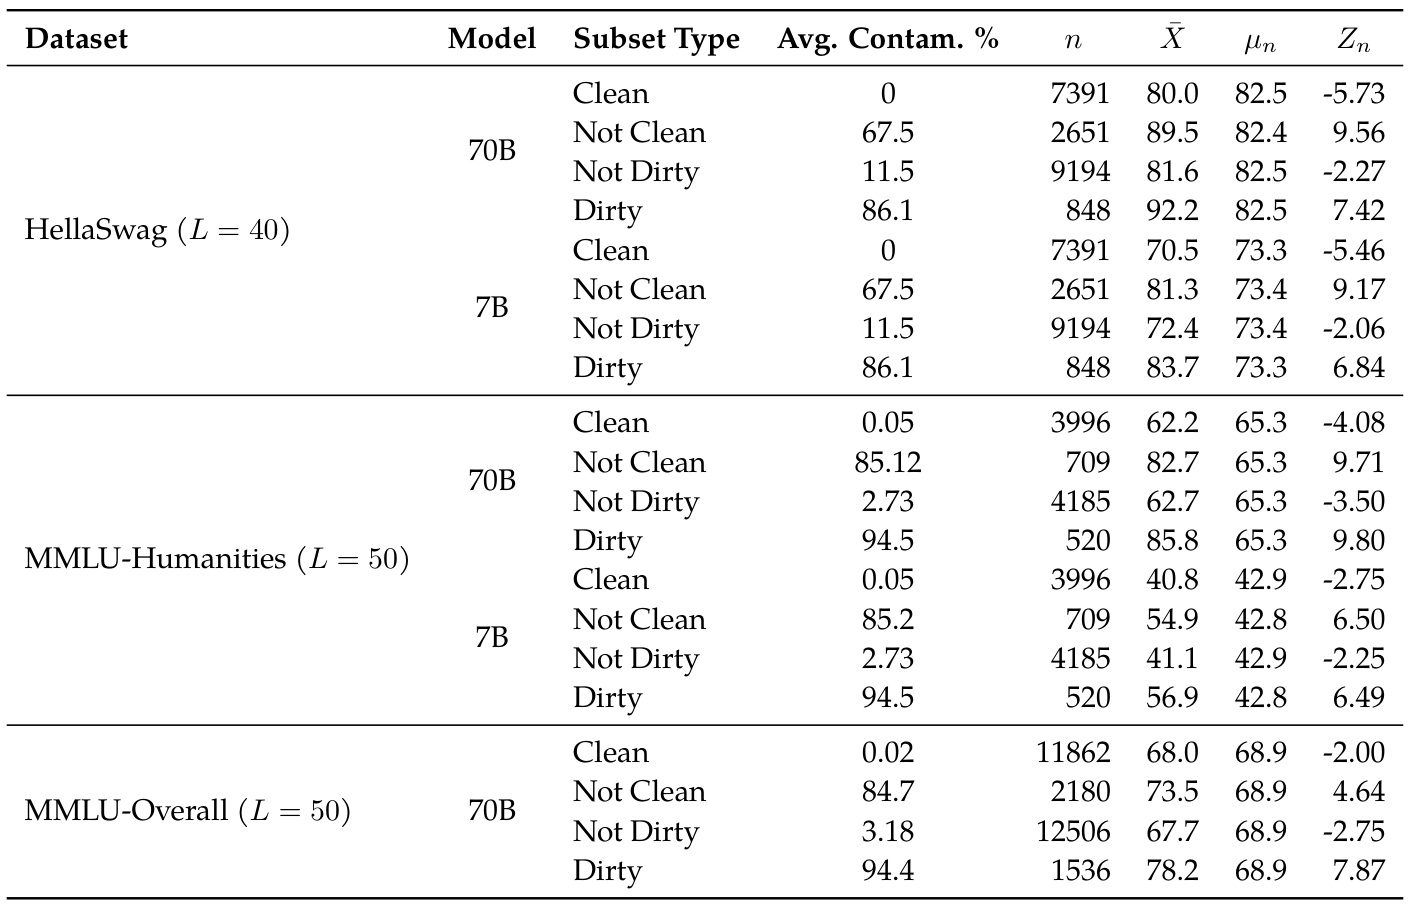 Dataset Model Subset Type Avg. Contam. % n X̄ μₙ Zₙ
Clean 0 7391 80.0 82.5 -5.73
Not Clean 67.5 2651 89.5 82.4 9.56
70B
Not Dirty 11.5 9194 81.6 82.5 -2.27
Dirty 86.1 848 92.2 82.5 7.42
HellaSwag (L = 40)
Clean 0 7391 70.5 73.3 -5.46
Not Clean 67.5 2651 81.3 73.4 9.17
7B
Not Dirty 11.5 9194 72.4 73.4 -2.06
Dirty 86.1 848 83.7 73.3 6.84
Clean 0.05 3996 62.2 65.3 -4.08
Not Clean 85.12 709 82.7 65.3 9.71
70B
Not Dirty 2.73 4185 62.7 65.3 -3.50
Dirty 94.5 520 85.8 65.3 9.80
MMLU-Humanities (L = 50)
Clean 0.05 3996 40.8 42.9 -2.75
Not Clean 85.2 709 54.9 42.8 6.50
7B
Not Dirty 2.73 4185 41.1 42.9 -2.25
Dirty 94.5 520 56.9 42.8 6.49
Clean 0.02 11862 68.0 68.9 -2.00
Not Clean 84.7 2180 73.5 68.9 4.64
MMLU-Overall (L = 50) 70B
Not Dirty 3.18 12506 67.7 68.9 -2.75
Dirty 94.4 1536 78.2 68.9 7.87